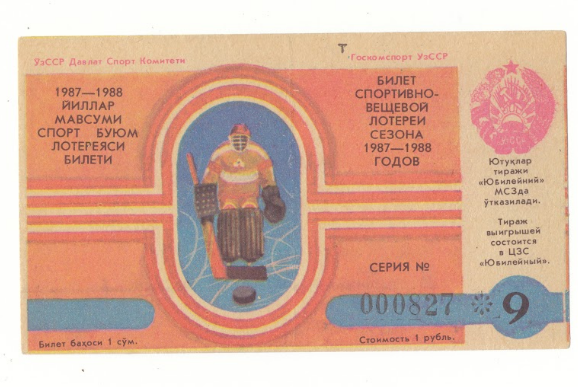 Т
УзССР Давлат Спорт Комитети
Госкомспорт УзССР
1987—1988
ЙИЛЛАР
МАВСУМИ
СПОРТ БУЮМ
ЛОТЕРЕЯСИ
БИЛЕТИ
БИЛЕТ
СПОРТИВНО-
ВЕЩЕВОЙ
ЛОТЕРЕИ
СЕЗОНА
1987—1988
ГОДОВ
Ютуқлар
тиражи
«Юбилейний»
МСЗда
ўтказилади.
Тираж
выигрышей
состоится
в ЦЗС
«Юбилейный».
СЕРИЯ №
000827 * 9
Билет баҳоси 1 сўм.
Стоимость 1 рубль.